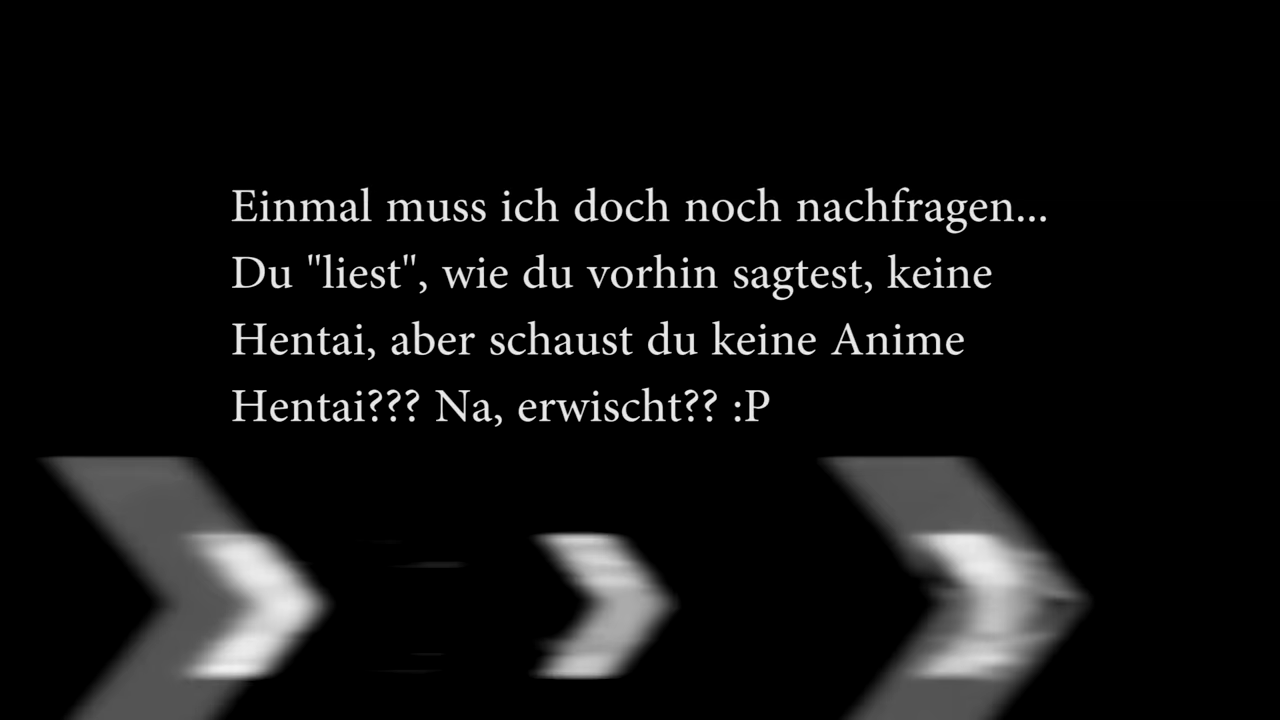 Einmal muss ich doch noch nachfragen...
Du "liest", wie du vorhin sagtest, keine
Hentai, aber schaust du keine Anime
Hentai??? Na, erwischt?? :P